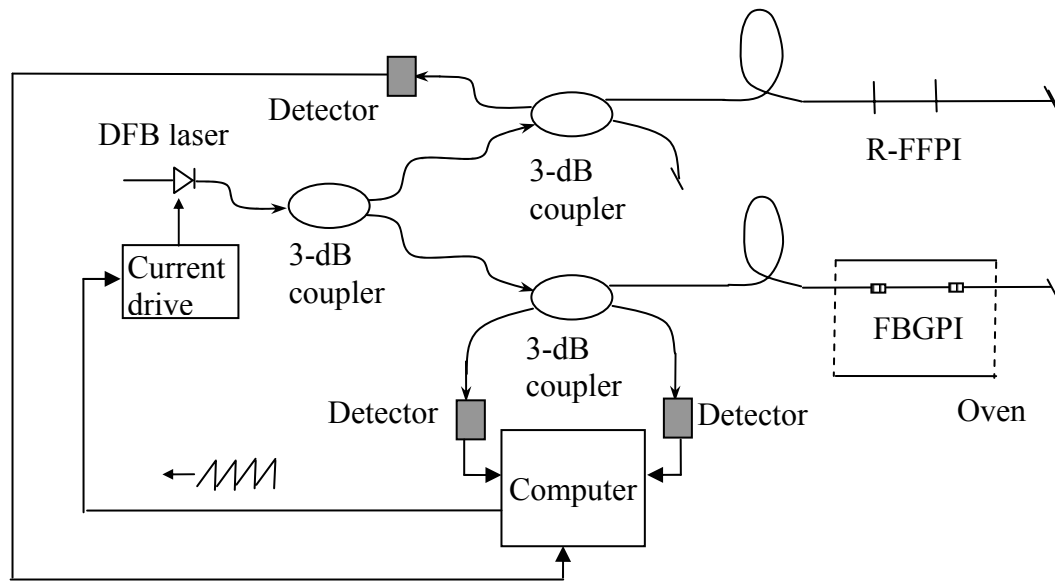 Detector
DFB laser
R-FFPI
3-dB
coupler
3-dB
coupler
Current
drive
FBGPI
3-dB
coupler
Oven
Detector
Detector
Computer